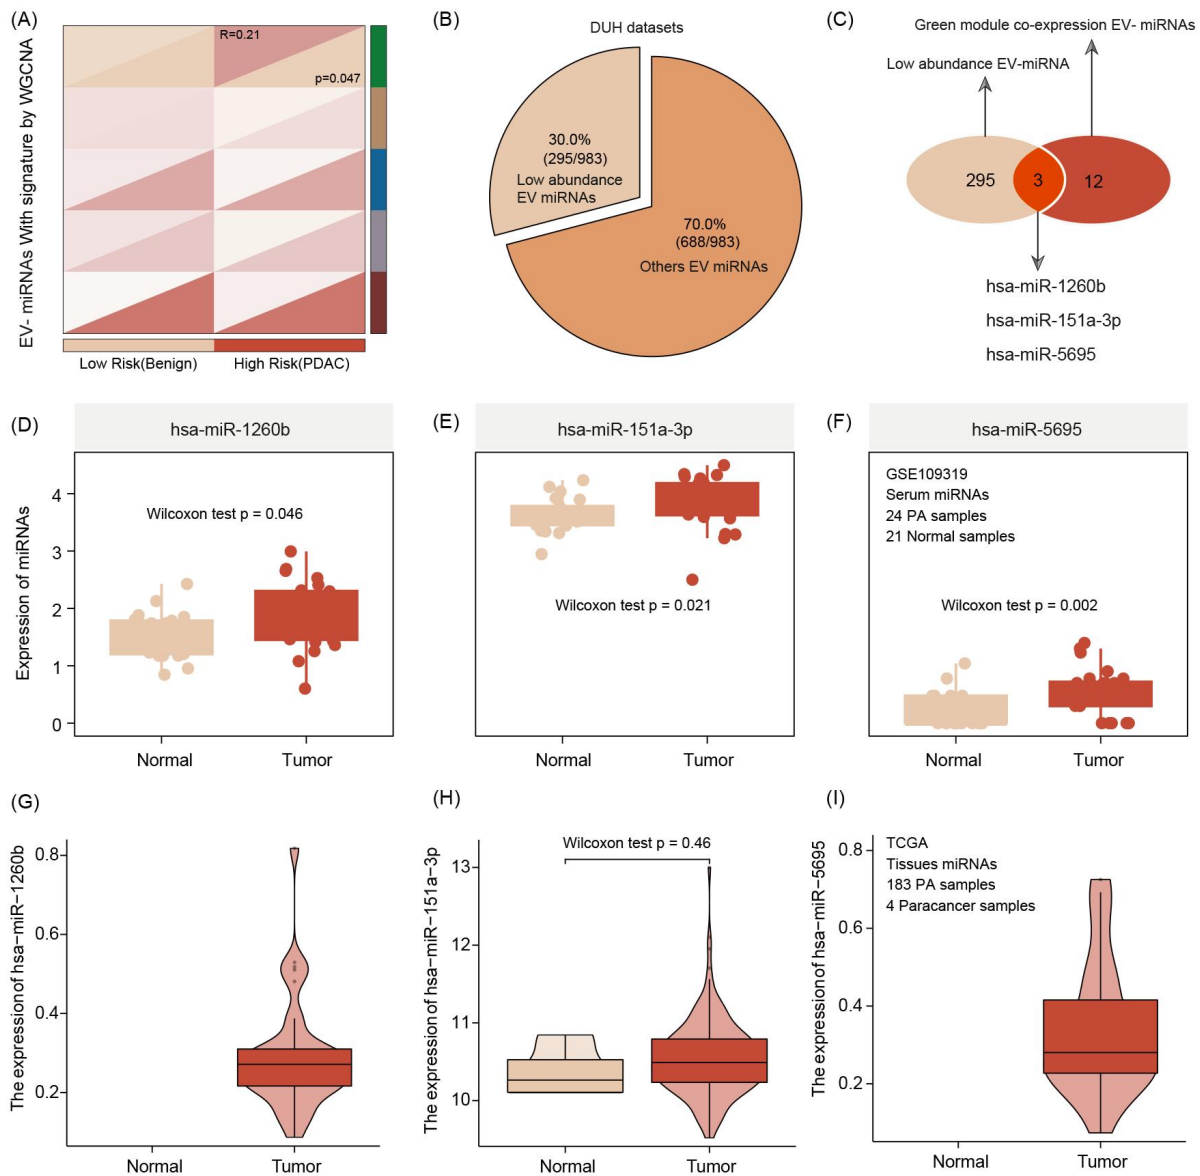 (A)
EV- miRNAs With signature by WGCNA
R=0.21
p=0.047
Low Risk(Benign)
High Risk(PDAC)
(B)
DUH datasets
30.0%
(295/983)
Low abundance
EV miRNAs
70.0%
(688/983)
Others EV miRNAs
(C)
Green module co-expression EV- miRNAs
Low abundance EV-miRNA
295
3
12
hsa-miR-1260b
hsa-miR-151a-3p
hsa-miR-5695
(D)
hsa-miR-1260b
Expression of miRNAs
4
3
2
1
0
Wilcoxon test p = 0.046
Normal
Tumor
(E)
hsa-miR-151a-3p
Wilcoxon test p = 0.021
Normal
Tumor
(F)
hsa-miR-5695
GSE109319
Serum miRNAs
24 PA samples
21 Normal samples
Wilcoxon test p = 0.002
Normal
Tumor
(G)
The expression of hsa−miR−1260b
0.8
0.6
0.4
0.2
Normal
Tumor
(H)
The expression of hsa−miR−151a−3p
13
12
11
10
Wilcoxon test p = 0.46
Normal
Tumor
(I)
The expression of hsa−miR−5695
0.8
0.6
0.4
0.2
TCGA
Tissues miRNAs
183 PA samples
4 Paracancer samples
Normal
Tumor